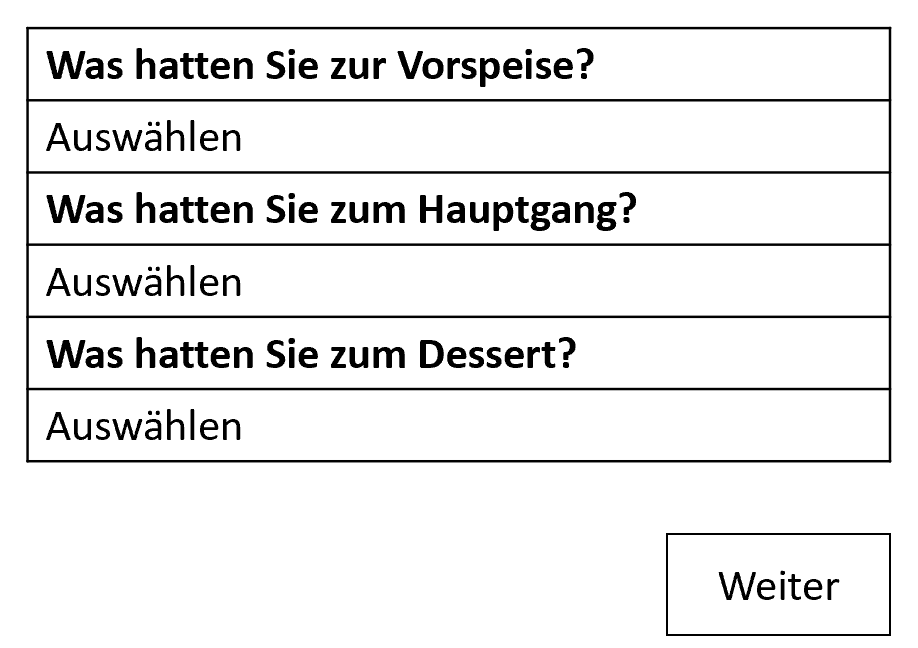 Was hatten Sie zur Vorspeise?
Auswählen
Was hatten Sie zum Hauptgang?
Auswählen
Was hatten Sie zum Dessert?
Auswählen
Weiter